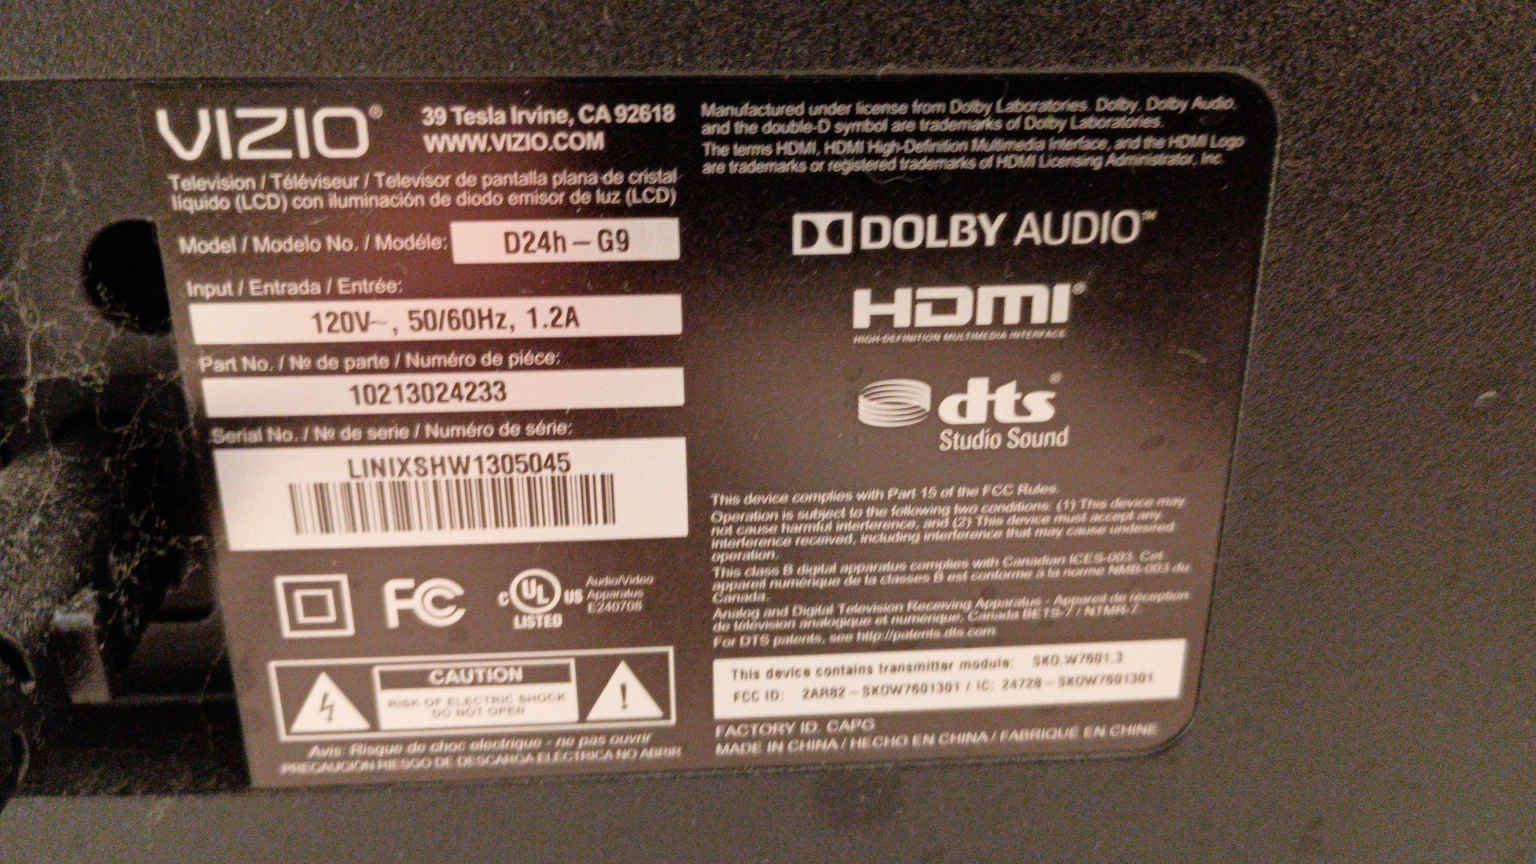 VIZIO®
39 Tesla Irvine, CA 92618
WWW.VIZIO.COM
Television / Téléviseur / Televisor de pantalla plana de cristal
líquido (LCD) con iluminación de diodo emisor de luz (LCD)
Model / Modelo No. / Modéle: D24h-G9
Input / Entrada / Entrée:
120V~, 50/60Hz, 1.2A
Part No. / № de parte / Numéro de piéce:
10213024233
Serial No. / № de serie / Numéro de série:
LINIXSHW1305045
FC
C UL US
LISTED
Audio/Video
Apparatus
E240708
CAUTION
RISK OF ELECTRIC SHOCK
DO NOT OPEN
Avis: Risque de choc electrique - ne pas ouvrir
PRECAUCION RIESGO DE DESCARGA ELÉCTRICA NO ABRIR
Manufactured under license from Dolby Laboratories. Dolby, Dolby Audio,
and the double-D symbol are trademarks of Dolby Laboratories.
The terms HDMI, HDMI High-Definition Multimedia Interface, and the HDMI Logo
are trademarks or registered trademarks of HDMI Licensing Administrator, Inc.
DOLBY AUDIO™
HDMI®
HIGH-DEFINITION MULTIMEDIA INTERFACE
dts®
Studio Sound
This device complies with Part 15 of the FCC Rules.
Operation is subject to the following two conditions: (1) This device may
not cause harmful interference, and (2) This device must accept any
interference received, including interference that may cause undesired
operation.
This class B digital apparatus complies with Canadian ICES-003. Cet
appareil numérique de la classes B est conforme à la norme NMB-003 du
Canada.
Analog and Digital Television Receiving Apparatus - Appareil de réception
de télévision analogique et numérique, Canada BETS-7 / NTMR-7.
For DTS patents, see http://patents.dts.com
This device contains transmitter module: SKO.W7601.3
FCC ID: 2AR82-SKOW7601301 / IC: 24728-SKOW7601301
FACTORY ID. CAPG
MADE IN CHINA / HECHO EN CHINA / FABRIQUÉ EN CHINE